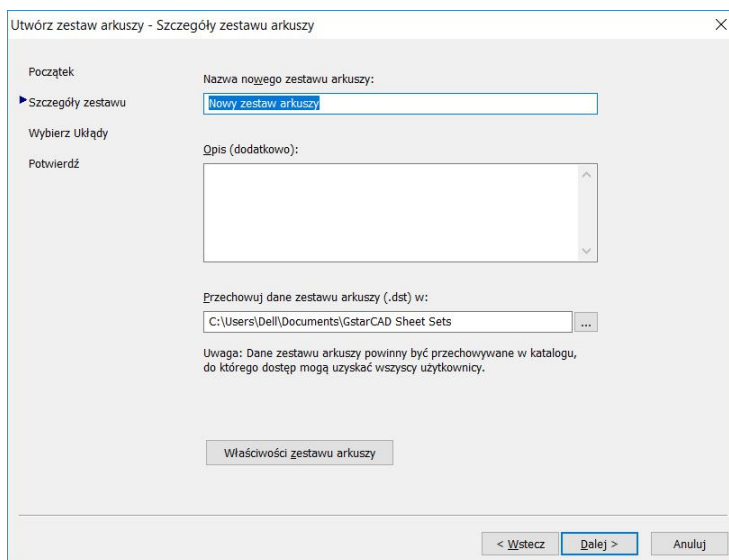 Utwórz zestaw arkuszy - Szczegóły zestawu arkuszy
Początek
Szczegóły zestawu
Wybierz Układy
Potwierdź
Nazwa nowego zestawu arkuszy:
Nowy zestaw arkuszy
Opis (dodatkowo):
Przechowuj dane zestawu arkuszy (.dst) w:
C:\Users\Dell\Documents\GstarCAD Sheet Sets
...
Uwaga: Dane zestawu arkuszy powinny być przechowywane w katalogu,
do którego dostęp mogą uzyskać wszyscy użytkownicy.
Właściwości zestawu arkuszy
< Wstecz
Dalej >
Anuluj